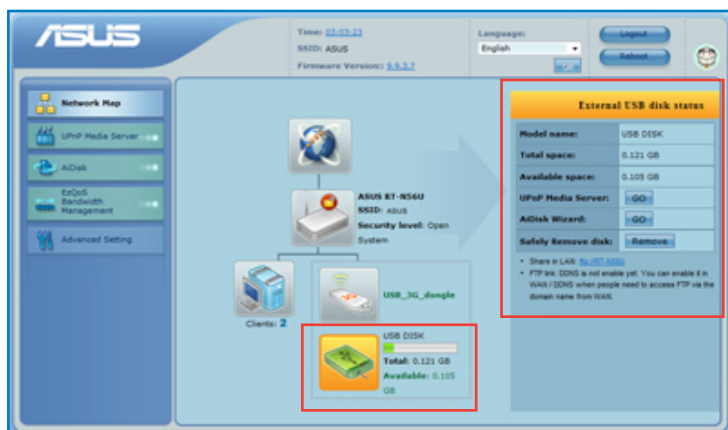 ASUS
Time: 03:03:23
SSID: ASUS
Firmware Version: 9.9.3.7
Language:
English
GO
Logout
Reboot
Network Map
UPnP Media Server
AiDisk
EzQoS
Bandwidth
Management
Advanced Setting
ASUS RT-N56U
SSID: ASUS
Security level: Open
System
Clients: 2
USB_3G_dongle
USB DISK
Total: 0.121 GB
Available: 0.105
GB
External USB disk status
Model name: USB DISK
Total space: 0.121 GB
Available space: 0.105 GB
UPnP Media Server: GO
AiDisk Wizard: GO
Safely Remove disk: Remove
• Share in LAN: ftp://RT-N56U
• FTP link: DDNS is not enable yet. You can enable it in
WAN / DDNS when people need to access FTP via the
domain name from WAN.